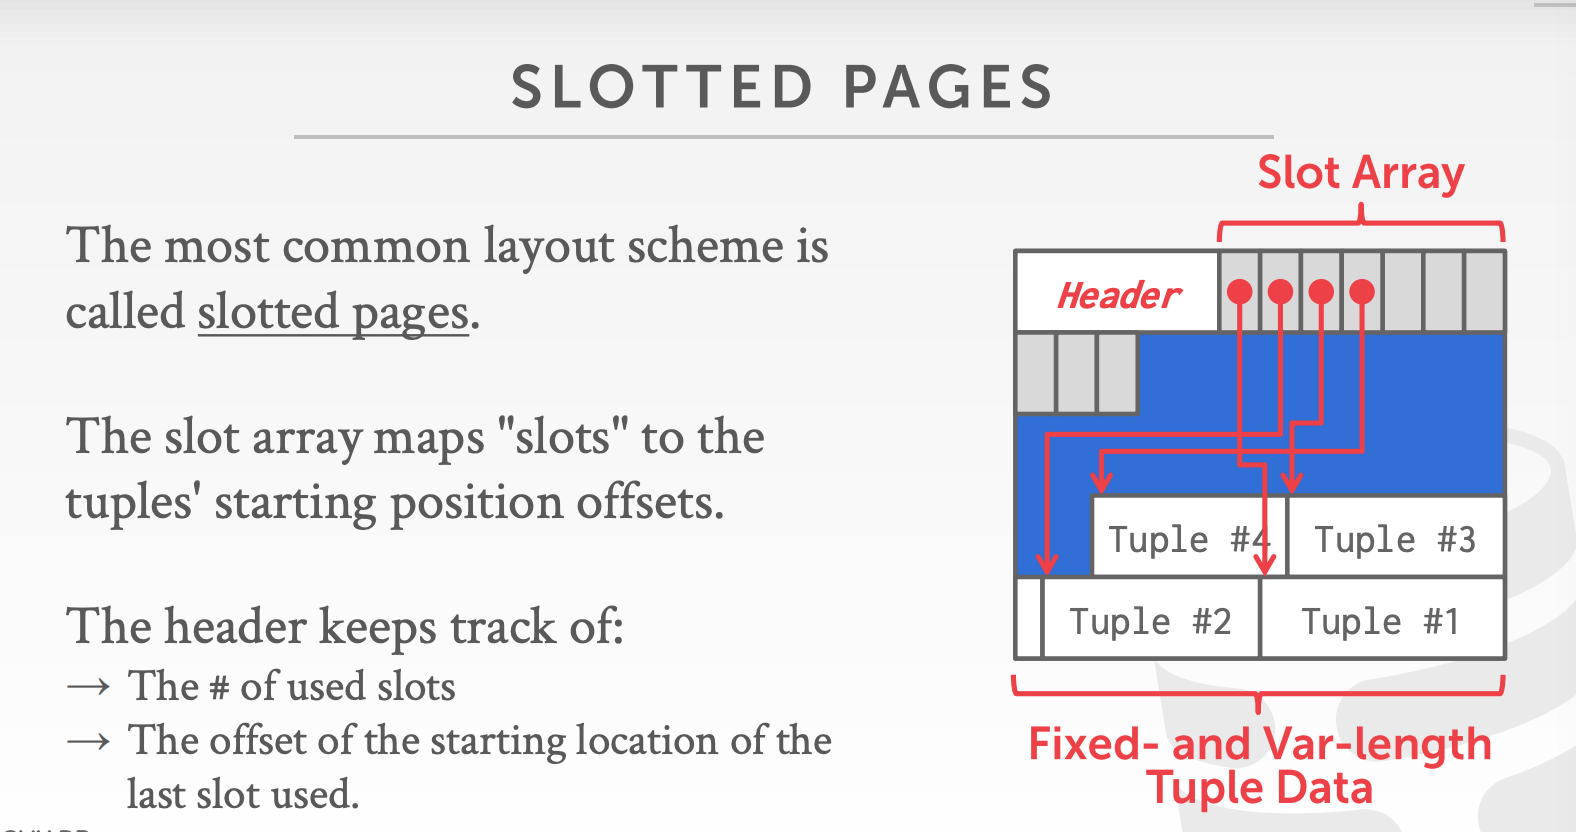 SLOTTED PAGES
The most common layout scheme is
called slotted pages.
The slot array maps "slots" to the
tuples' starting position offsets.
The header keeps track of:
→ The # of used slots
→ The offset of the starting location of the
last slot used.
Slot Array
Header
Tuple #4 Tuple #3
Tuple #2 Tuple #1
Fixed- and Var-length
Tuple Data